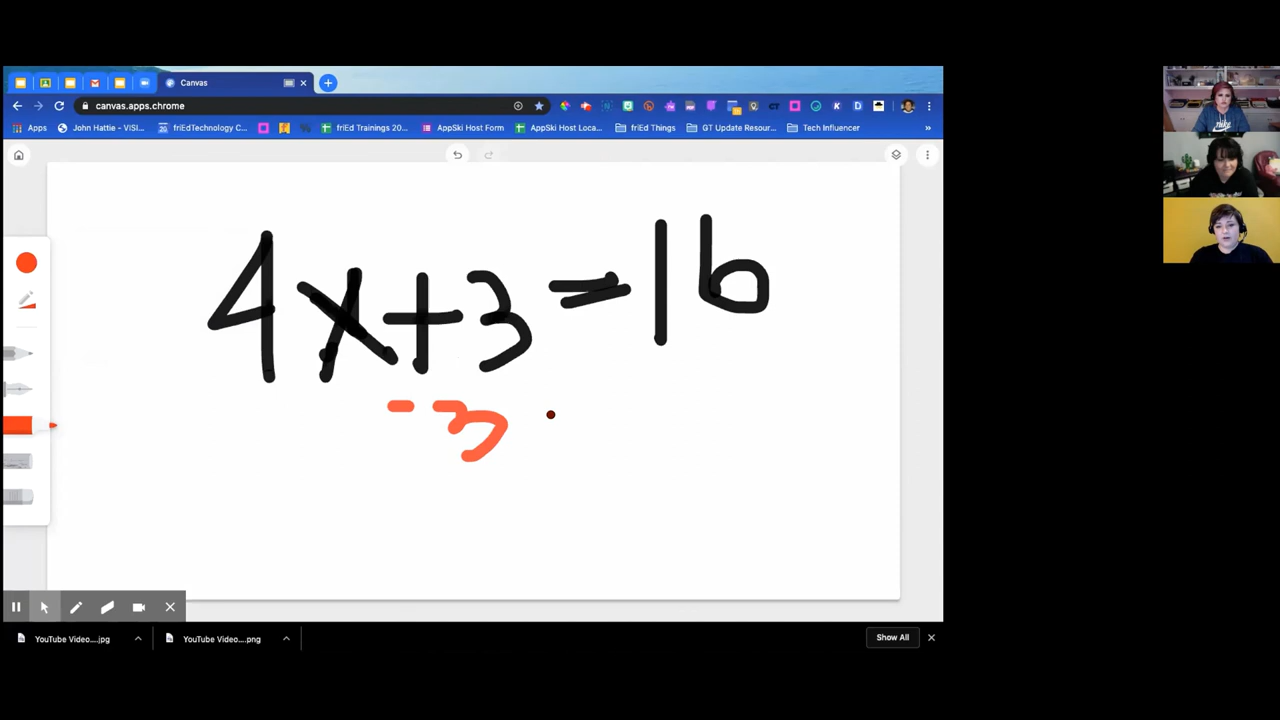 Canvas
canvas.apps.chrome
Apps John Hattie - VISI... friEdTechnology C... friEd Trainings 20... AppSki Host Form AppSki Host Loca... friEd Things GT Update Resour... Tech Influencer »
4x+3=16
-3
YouTube Video....jpg YouTube Video....png Show All